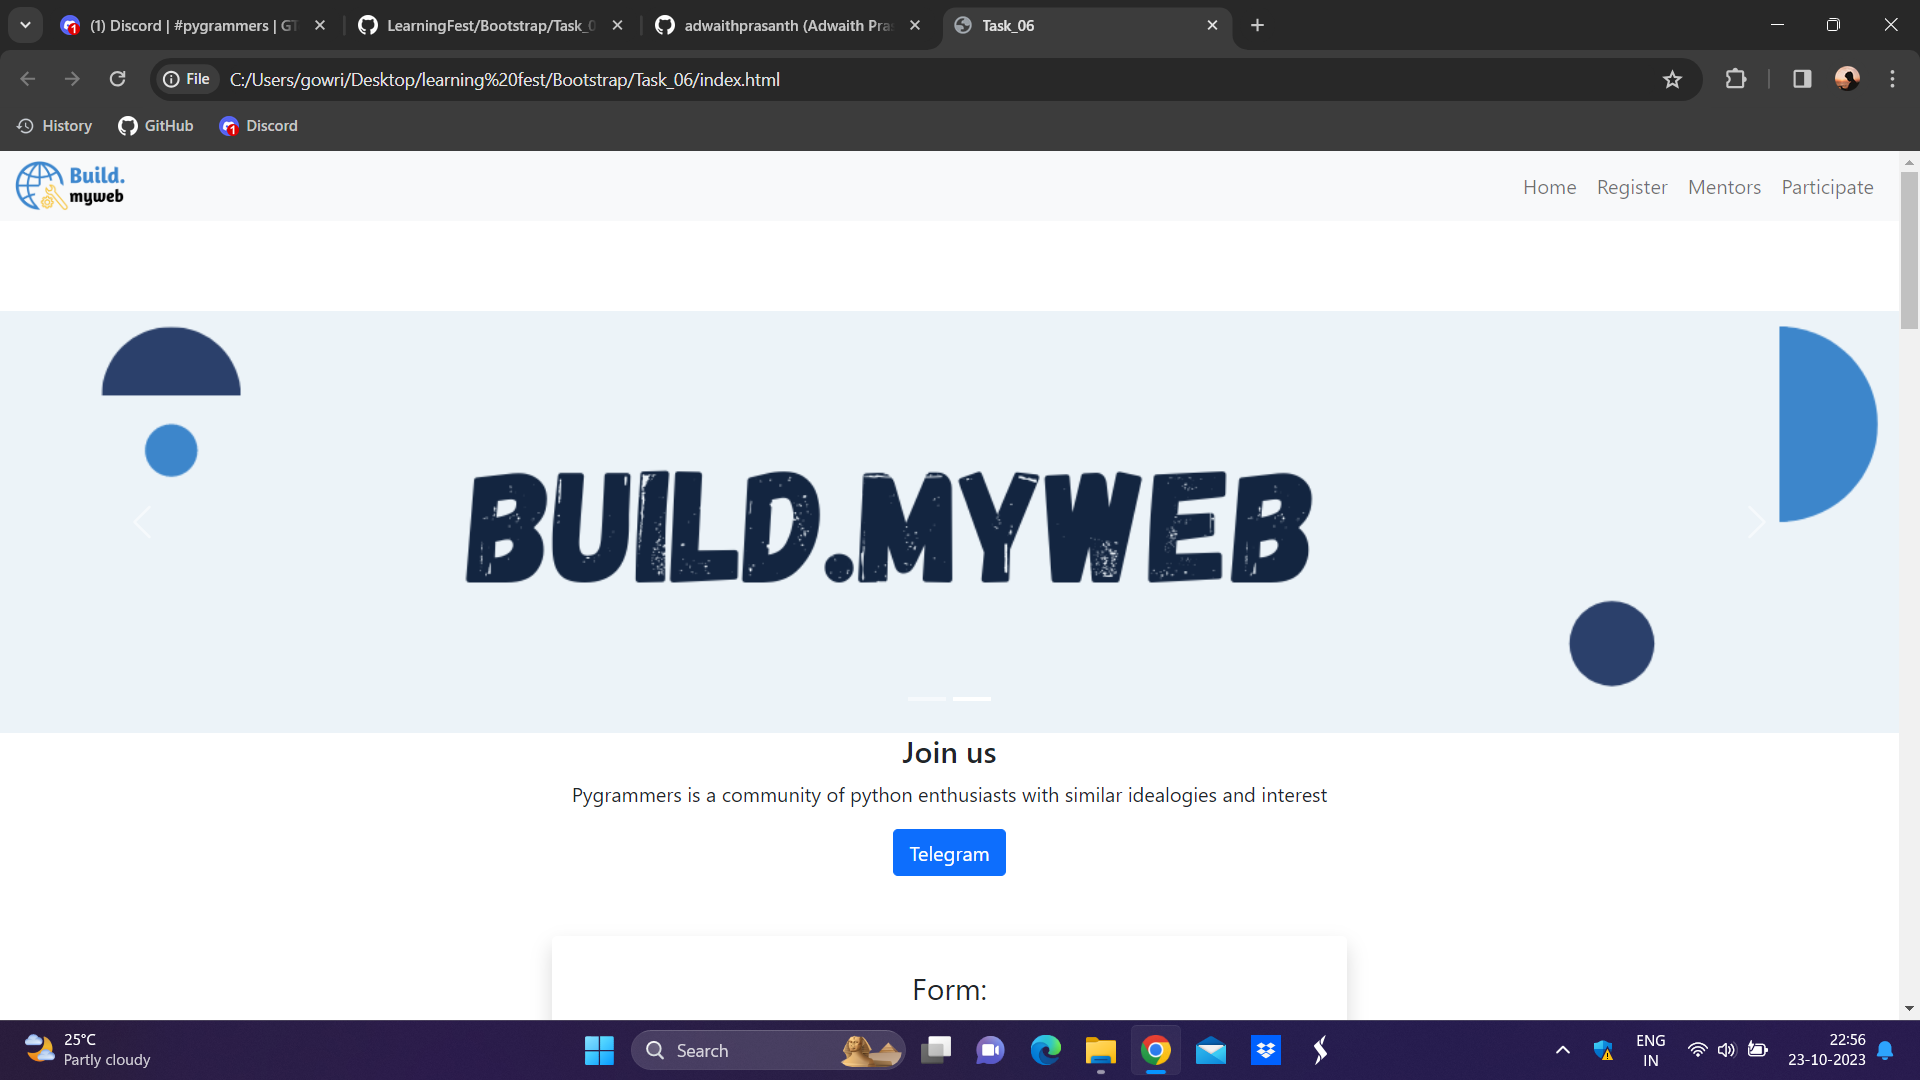 (1) Discord | #pygrammers | GT
LearningFest/Bootstrap/Task_0
adwaithprasanth (Adwaith Pras
Task_06
File
C:/Users/gowri/Desktop/learning%20fest/Bootstrap/Task_06/index.html
History
GitHub
Discord
Build.
myweb
Home
Register
Mentors
Participate
BUILD.MYWEB
Join us
Pygrammers is a community of python enthusiasts with similar idealogies and interest
Telegram
Form:
25°C
Partly cloudy
Search
ENG
IN
22:56
23-10-2023